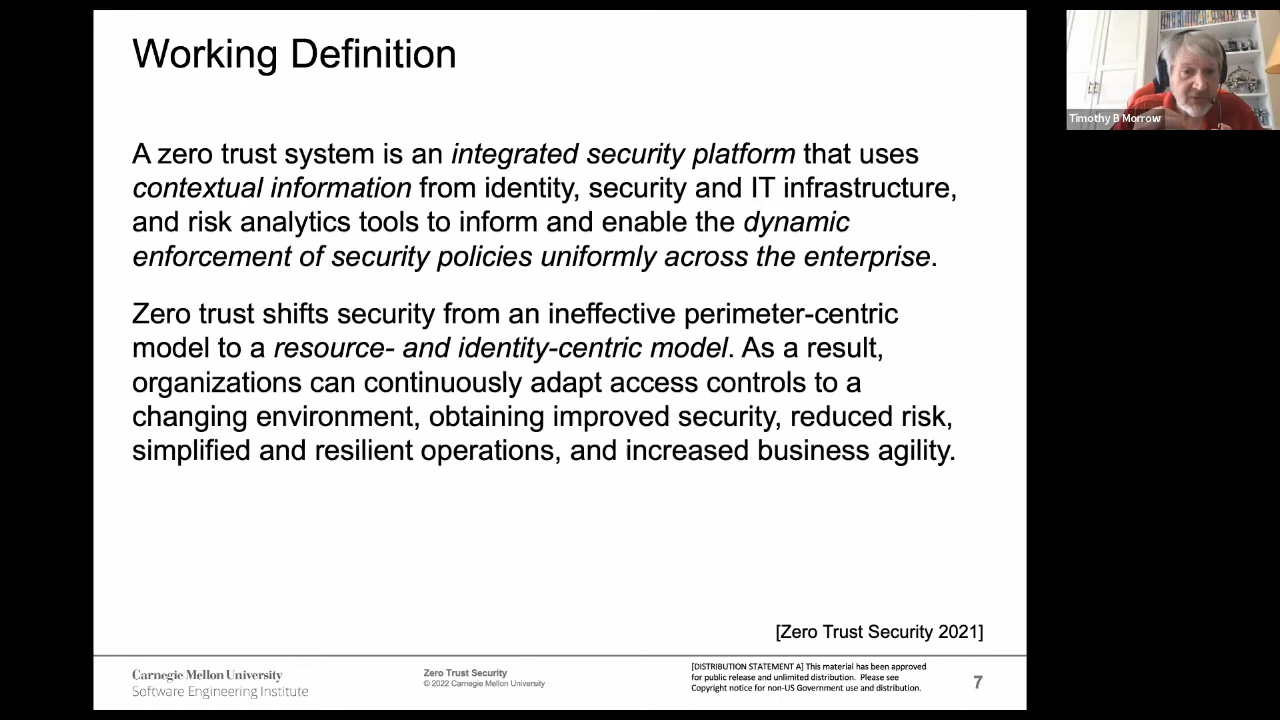 Working Definition
A zero trust system is an integrated security platform that uses
contextual information from identity, security and IT infrastructure,
and risk analytics tools to inform and enable the dynamic
enforcement of security policies uniformly across the enterprise.
Zero trust shifts security from an ineffective perimeter-centric
model to a resource- and identity-centric model. As a result,
organizations can continuously adapt access controls to a
changing environment, obtaining improved security, reduced risk,
simplified and resilient operations, and increased business agility.
[Zero Trust Security 2021]
Carnegie Mellon University
Software Engineering Institute
Zero Trust Security
© 2022 Carnegie Mellon University
[DISTRIBUTION STATEMENT A] This material has been approved
for public release and unlimited distribution. Please see
Copyright notice for non-US Government use and distribution.
7
Timothy B Morrow